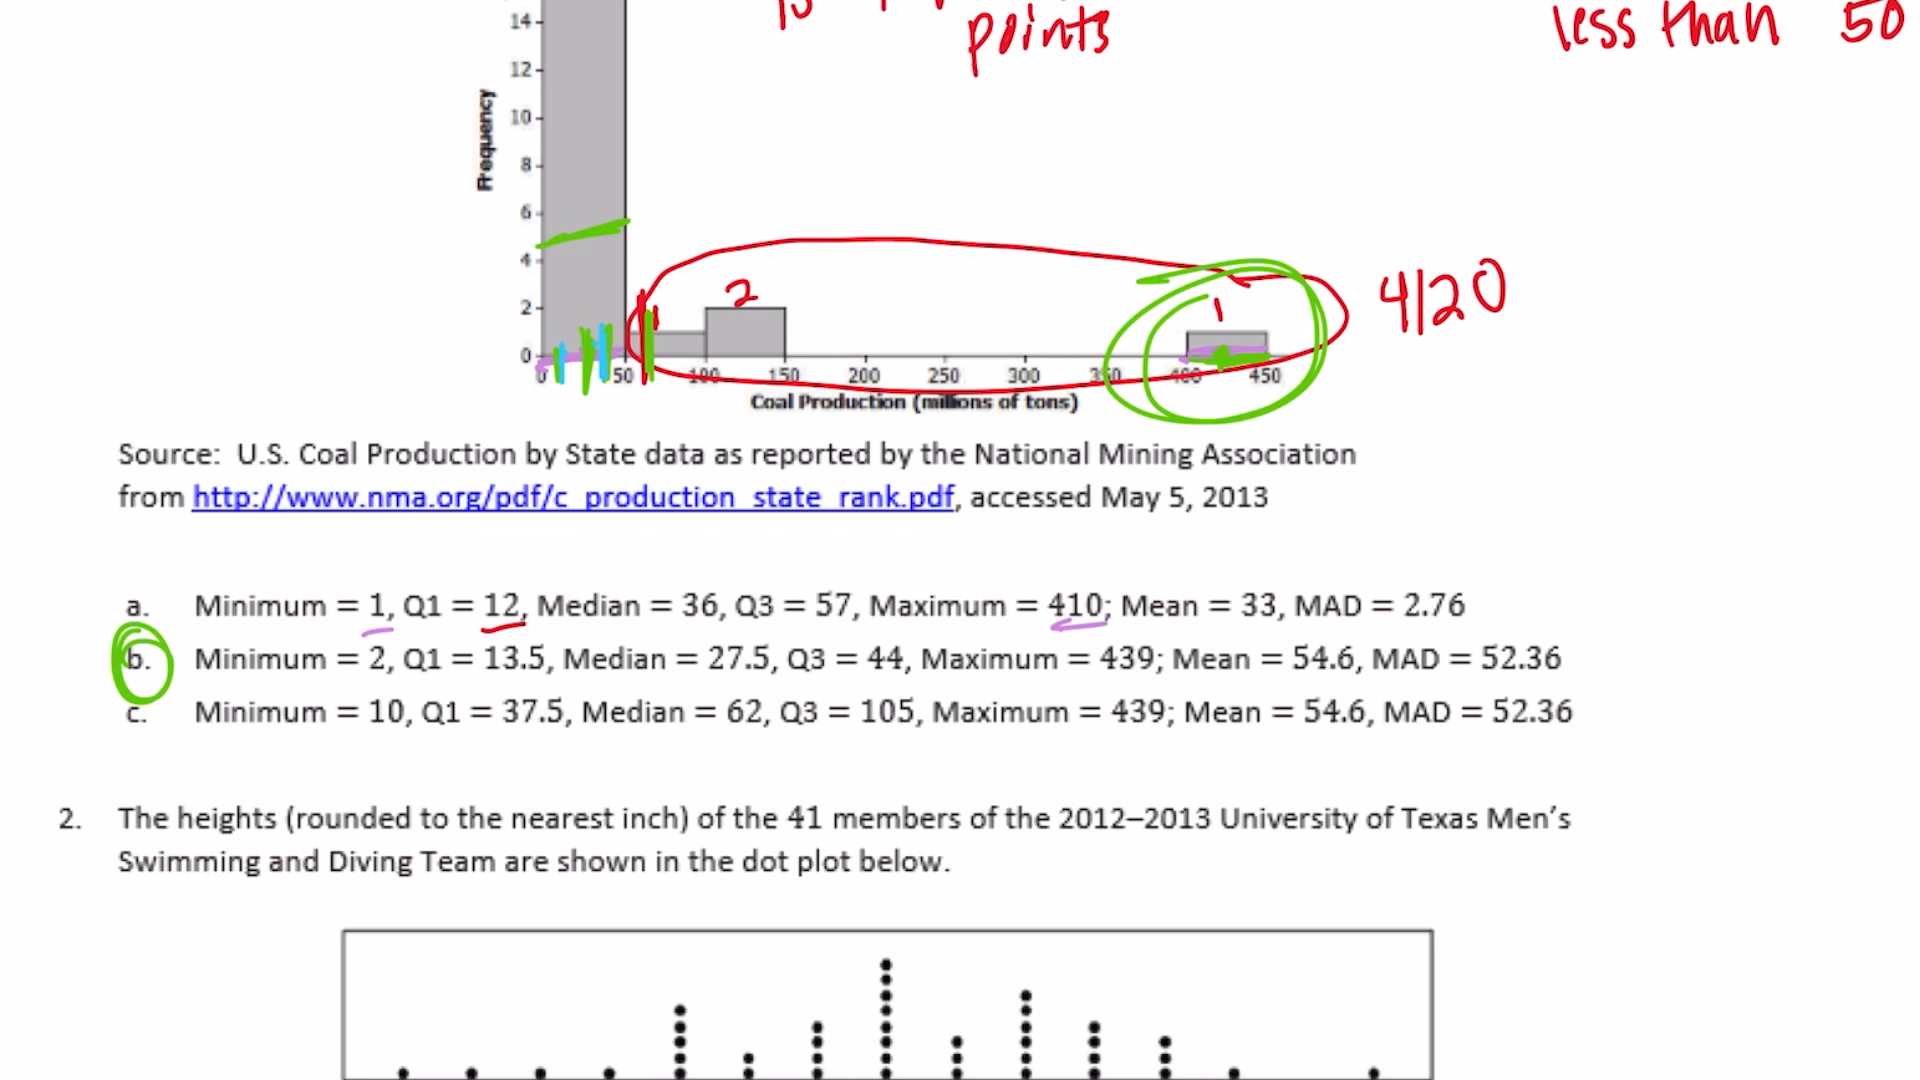 points
less than 50
14
12
10
8
6
4
2
0
Frequency
2
1
4/20
0 50 100 150 200 250 300 350 400 450
Coal Production (millions of tons)
Source: U.S. Coal Production by State data as reported by the National Mining Association
from http://www.nma.org/pdf/c_production_state_rank.pdf, accessed May 5, 2013
a. Minimum = 1, Q1 = 12, Median = 36, Q3 = 57, Maximum = 410; Mean = 33, MAD = 2.76
b. Minimum = 2, Q1 = 13.5, Median = 27.5, Q3 = 44, Maximum = 439; Mean = 54.6, MAD = 52.36
c. Minimum = 10, Q1 = 37.5, Median = 62, Q3 = 105, Maximum = 439; Mean = 54.6, MAD = 52.36
2. The heights (rounded to the nearest inch) of the 41 members of the 2012–2013 University of Texas Men’s
Swimming and Diving Team are shown in the dot plot below.